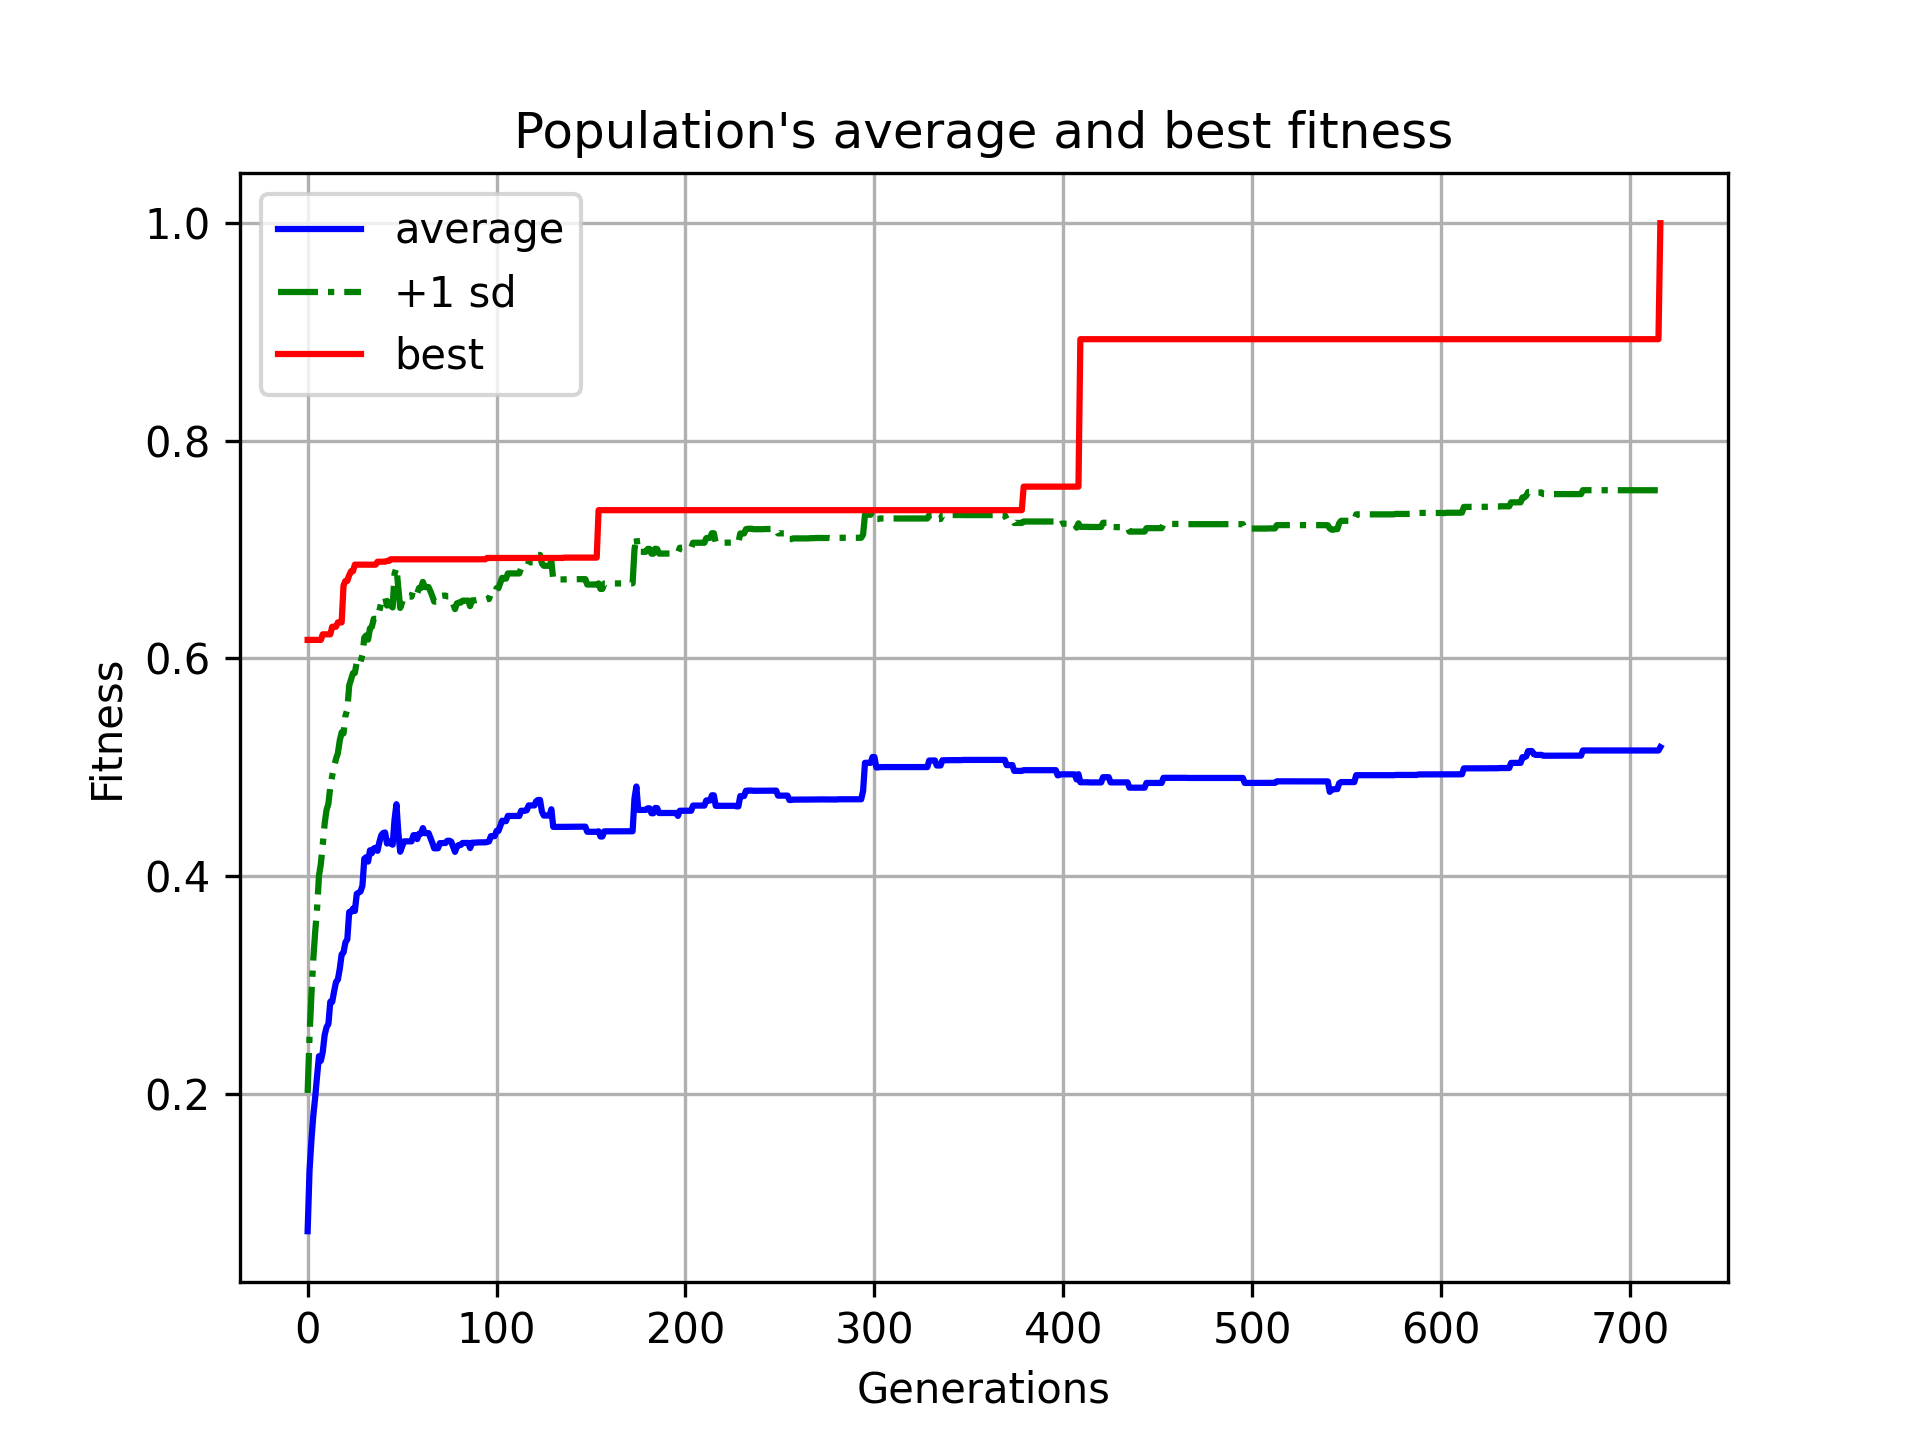 Population's average and best fitness
average
+1 sd
best
1.0
0.8
0.6
0.4
0.2
Fitness
0 100 200 300 400 500 600 700
Generations